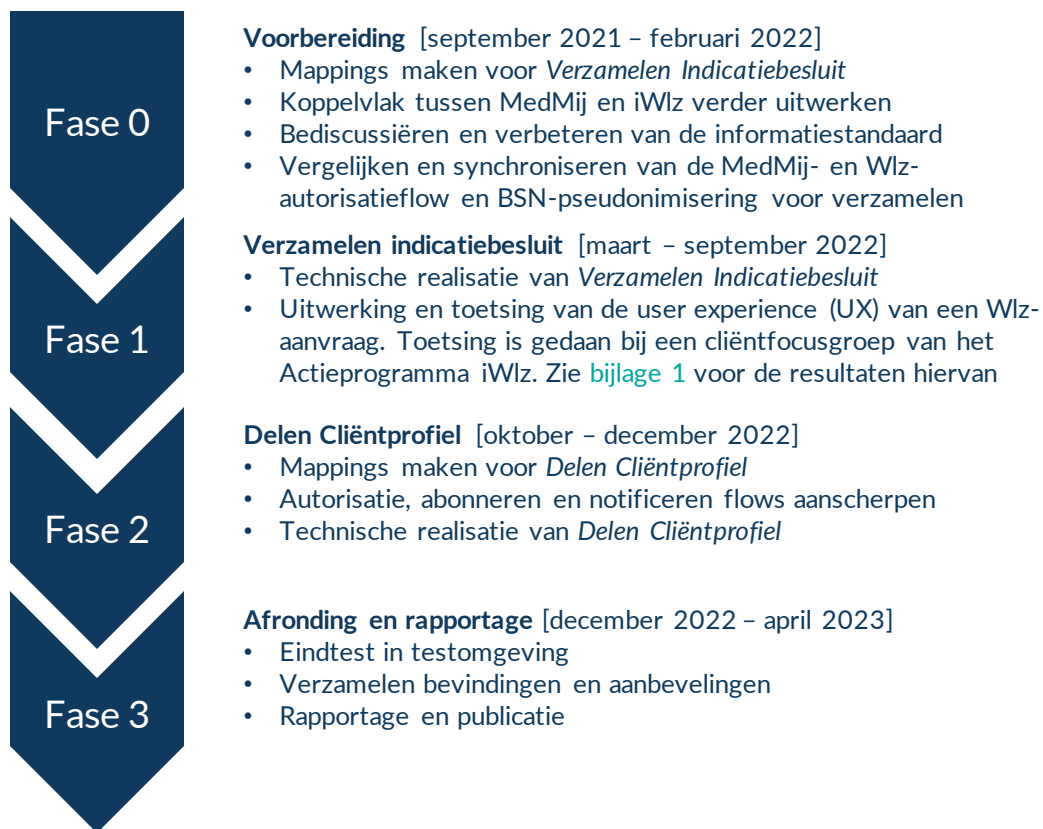 Fase 0
Voorbereiding [september 2021 – februari 2022]
• Mappings maken voor Verzamelen Indicatiebesluit
• Koppelvlak tussen MedMij en iWlz verder uitwerken
• Bediscussiëren en verbeteren van de informatiestandaard
• Vergelijken en synchroniseren van de MedMij- en Wlz-
autorisatieflow en BSN-pseudonimisering voor verzamelen
Fase 1
Verzamelen indicatiebesluit [maart – september 2022]
• Technische realisatie van Verzamelen Indicatiebesluit
• Uitwerking en toetsing van de user experience (UX) van een Wlz-
aanvraag. Toetsing is gedaan bij een cliëntfocusgroep van het
Actieprogramma iWlz. Zie bijlage 1 voor de resultaten hiervan
Fase 2
Delen Cliëntprofiel [oktober – december 2022]
• Mappings maken voor Delen Cliëntprofiel
• Autorisatie, abonneren en notificeren flows aanscherpen
• Technische realisatie van Delen Cliëntprofiel
Fase 3
Afronding en rapportage [december 2022 – april 2023]
• Eindtest in testomgeving
• Verzamelen bevindingen en aanbevelingen
• Rapportage en publicatie